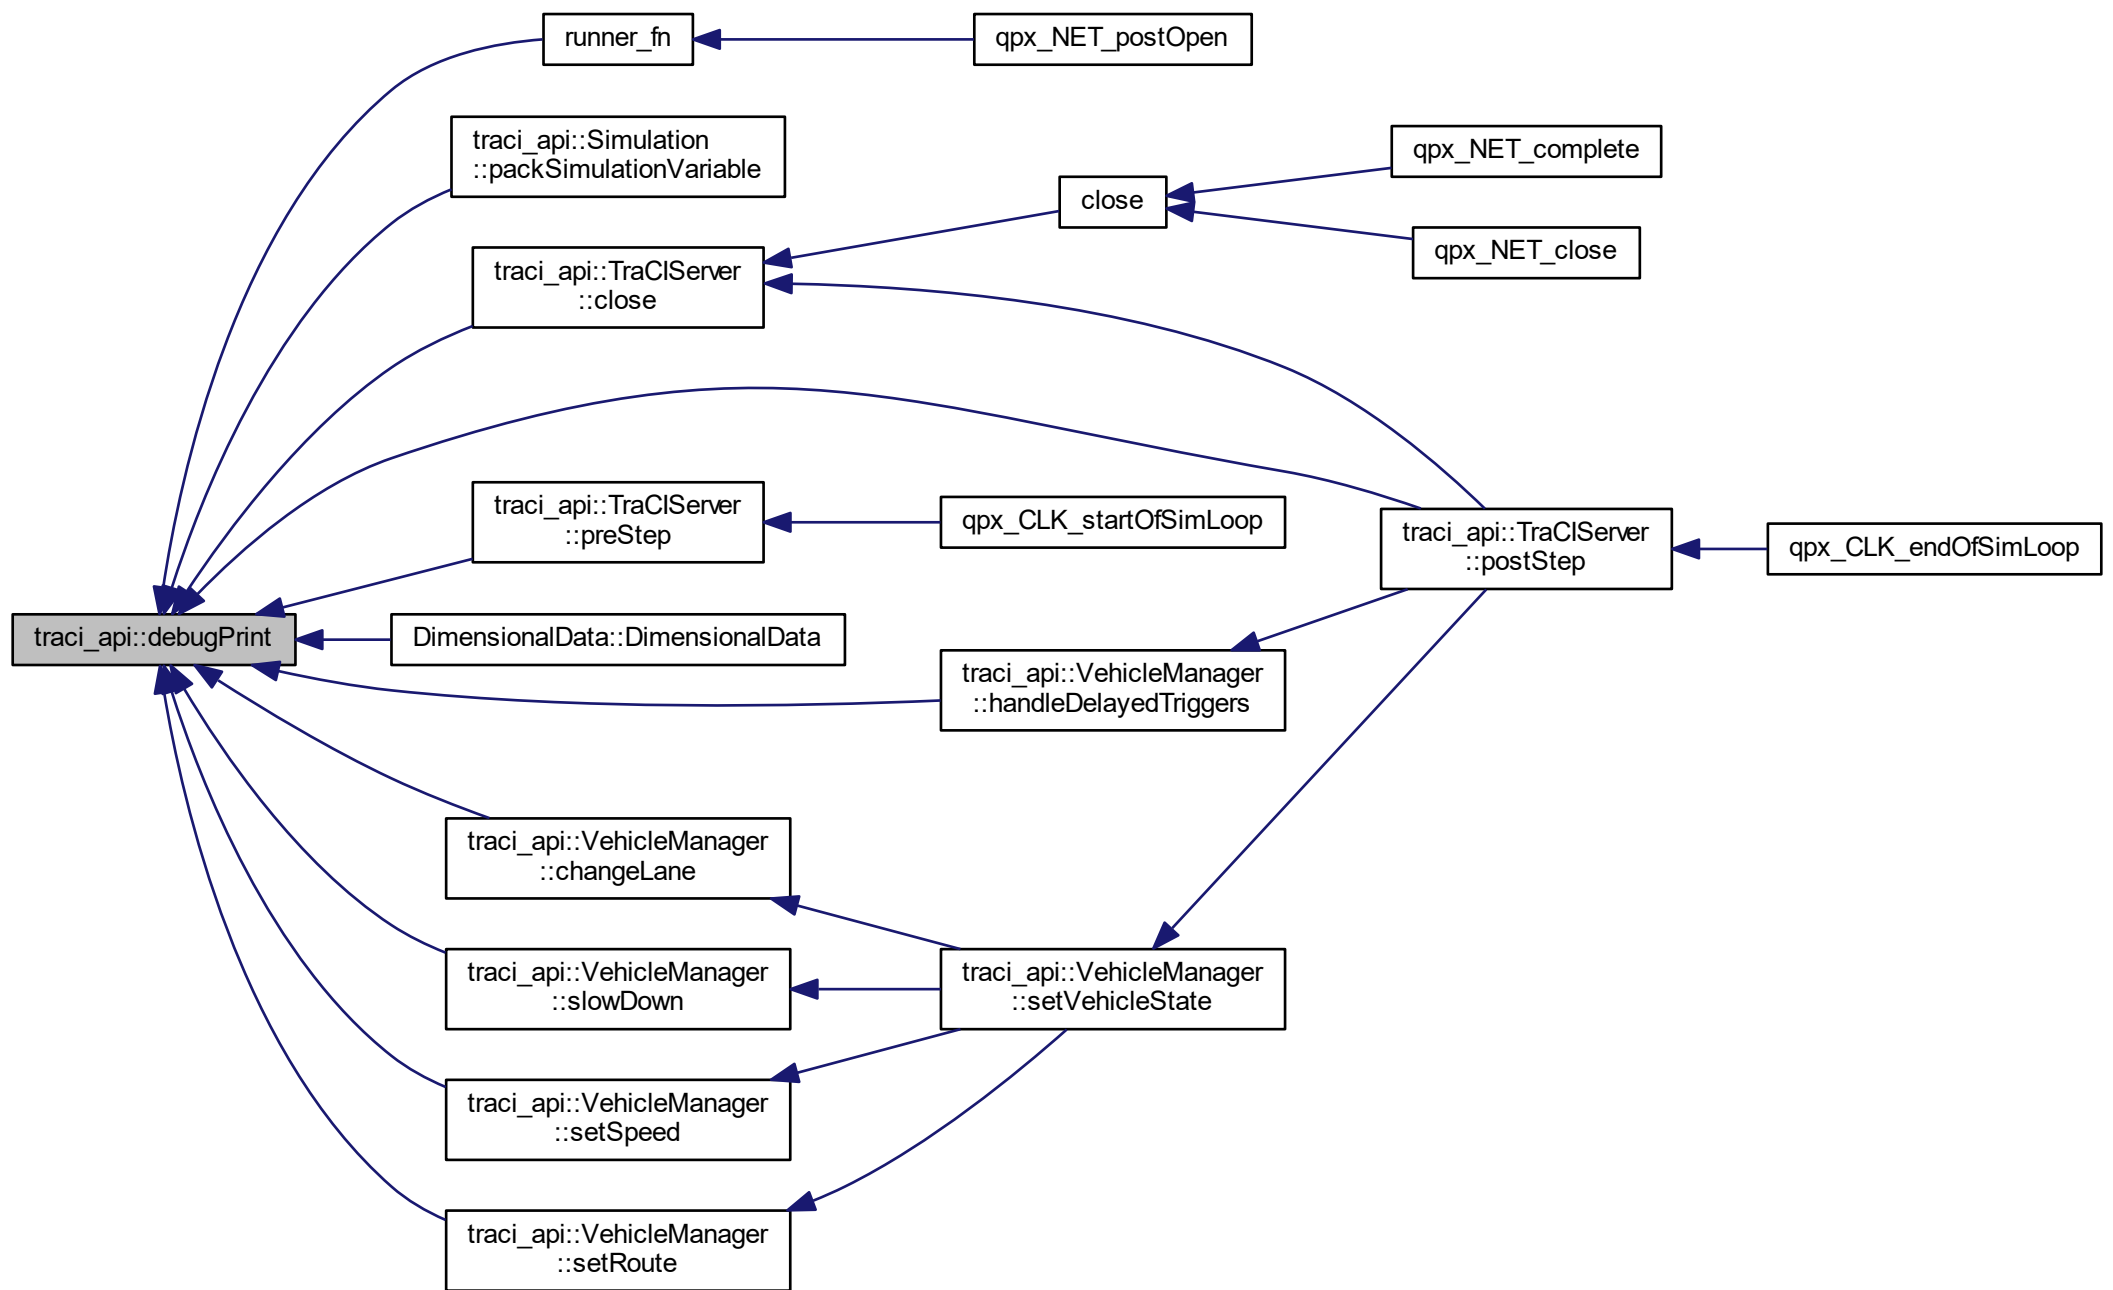 runner_fn
qpx_NET_postOpen
traci_api::Simulation
::packSimulationVariable
qpx_NET_complete
close
qpx_NET_close
traci_api::TraCIServer
::close
traci_api::TraCIServer
::preStep
qpx_CLK_startOfSimLoop
traci_api::TraCIServer
::postStep
qpx_CLK_endOfSimLoop
traci_api::debugPrint
DimensionalData::DimensionalData
traci_api::VehicleManager
::handleDelayedTriggers
traci_api::VehicleManager
::changeLane
traci_api::VehicleManager
::slowDown
traci_api::VehicleManager
::setVehicleState
traci_api::VehicleManager
::setSpeed
traci_api::VehicleManager
::setRoute